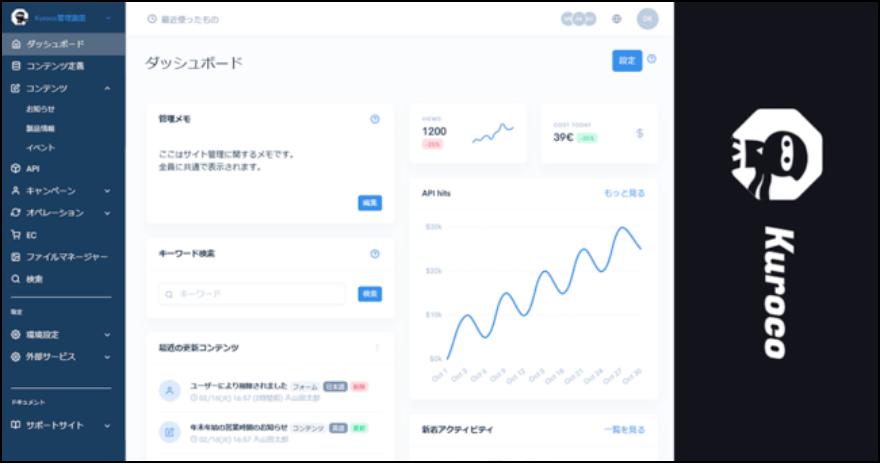 Kuroco管理画面
ダッシュボード
コンテンツ定義
コンテンツ
お知らせ
製品情報
イベント
API
キャンペーン
オペレーション
EC
ファイルマネージャー
検索
設定
環境設定
外部サービス
ドキュメント
サポートサイト
最近使ったもの
DK
ダッシュボード
設定
管理メモ
ここはサイト管理に関するメモです。
全員に共通で表示されます。
編集
キーワード検索
キーワード
検索
最近の更新コンテンツ
ユーザーにより削除されました フォーム 日本語 削除
02/16(火) 16:57 (2時間前) 山田太郎
年末年始の営業時間のお知らせ コンテンツ 英語 更新
02/16(火) 16:57 山田太郎
VIEWS
1200
COST TODAY
39€
$
API hits
もっと見る
$30k
$20k
$10k
$0k
Oct 1 Oct 3 Oct 6 Oct 9 Oct 12 Oct 15 Oct 18 Oct 21 Oct 24 Oct 27 Oct 30
新着アクティビティ
一覧を見る
Kuroco